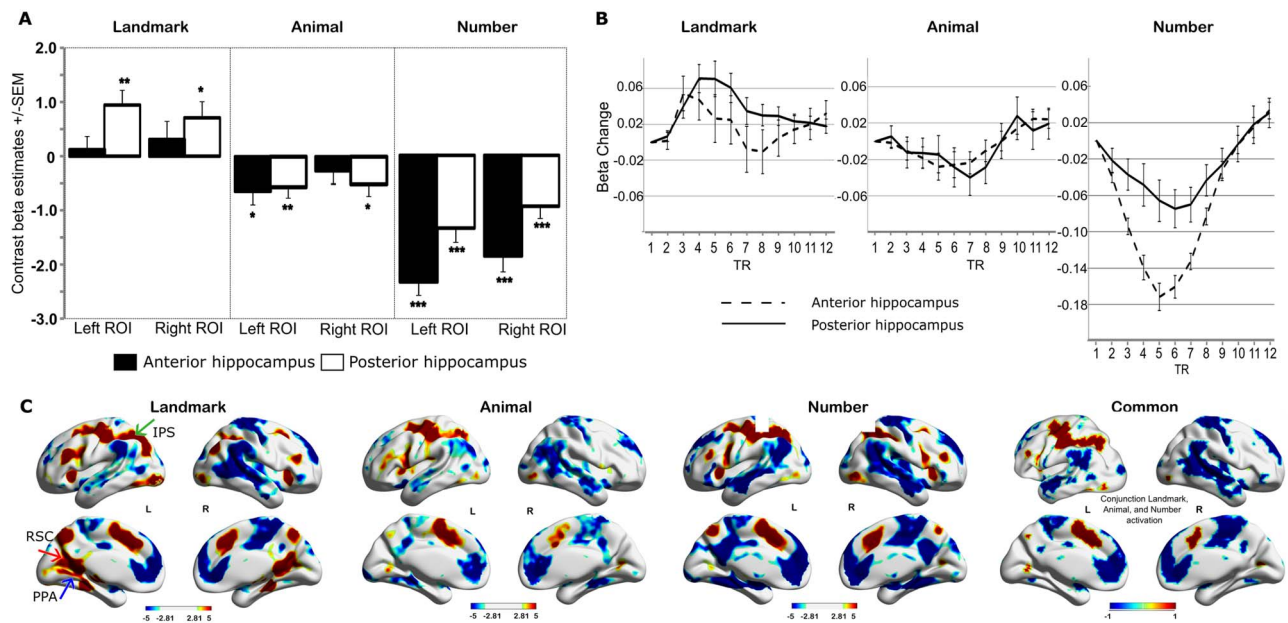 A
Landmark
Animal
Number
Contrast beta estimates +/-SEM
2.0
1.0
0
-1.0
-2.0
-3.0
**
*
*
**
*
***
***
***
***
Left ROI
Right ROI
Left ROI
Right ROI
Left ROI
Right ROI
Anterior hippocampus
Posterior hippocampus
B
Landmark
Animal
Number
Beta Change
0.06
0.02
-0.02
-0.06
1 2 3 4 5 6 7 8 9 10 11 12
TR
0.06
0.02
-0.02
-0.06
1 2 3 4 5 6 7 8 9 10 11 12
TR
0.06
0.02
-0.02
-0.06
-0.10
-0.14
-0.18
1 2 3 4 5 6 7 8 9 10 11 12
TR
Anterior hippocampus
Posterior hippocampus
C
Landmark
Animal
Number
Common
IPS
L
R
L
R
L
R
Conjunction Landmark,
L Animal, and Number R
activation
RSC
PPA
-5 -2.81 2.81 5
-5 -2.81 2.81 5
-5 -2.81 2.81 5
-1 1